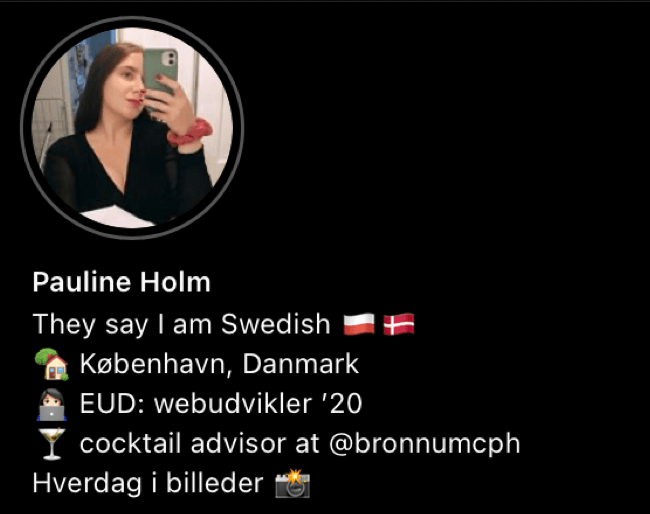 Pauline Holm
They say I am Swedish 🇵🇱 🇩🇰
🏡 København, Danmark
👩🏻‍💻 EUD: webudvikler ’20
🍸 cocktail advisor at @bronnumcph
Hverdag i billeder 📸